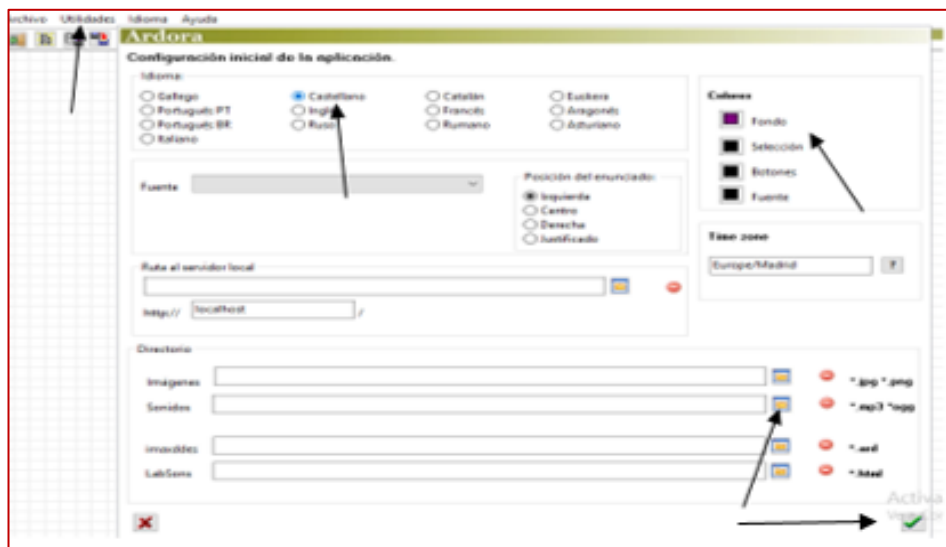 Archivo Utilidades Idioma Ayuda
Ardora
Configuración inicial de la aplicación.
Idioma:
Gallego Castellano Catalán Euskera
Portugués PT Inglés Francés Aragonés
Portugués BR Ruso Rumano Asturiano
Italiano
Colores
Fondo
Selección
Botones
Fuente
Fuente
Posición del enunciado:
Izquierda
Centro
Derecha
Justificado
Time zone
Europe/Madrid ?
Ruta al servidor local
http:// localhost /
Directorio
Imágenes *.jpg *.png
Sonidos *.mp3 *ogg
*.ard
LabSons *.html
Activa